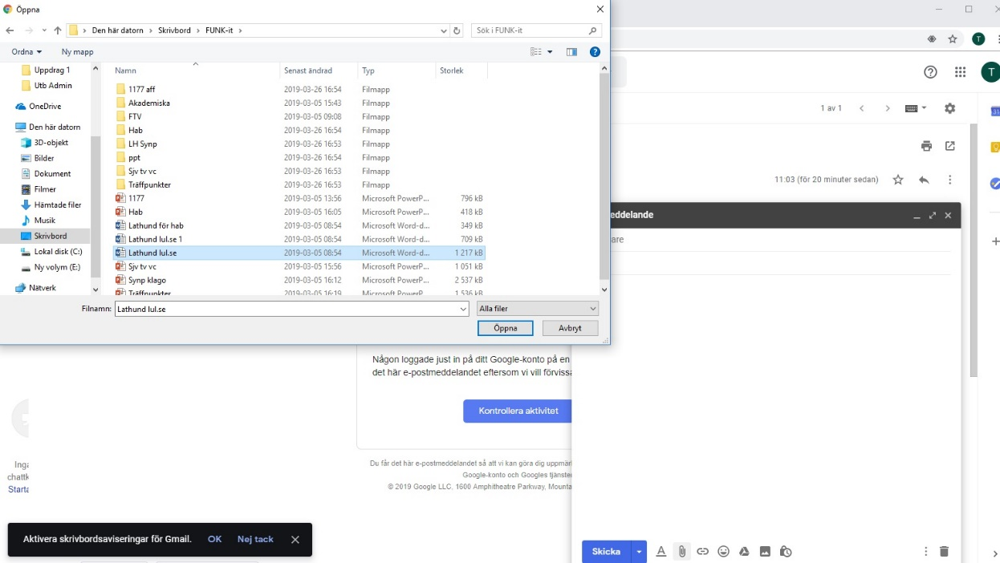 Öppna
Den här datorn > Skrivbord > FUNK-it >
Sök i FUNK-it
Ordna Ny mapp
Namn Senast ändrad Typ Storlek
Uppdrag 1
Utb Admin
OneDrive
Den här datorn
3D-objekt
Bilder
Dokument
Filmer
Hämtade filer
Musik
Skrivbord
Lokal disk (C:)
Ny volym (E:)
Nätverk
1177 aff 2019-03-26 16:54 Filmapp
Akademiska 2019-03-05 15:43 Filmapp
FTV 2019-03-05 09:08 Filmapp
Hab 2019-03-26 16:54 Filmapp
LH Synp 2019-03-26 16:53 Filmapp
ppt 2019-03-26 16:54 Filmapp
Sjv tv vc 2019-03-26 16:53 Filmapp
Träffpunkter 2019-03-26 16:53 Filmapp
1177 2019-03-05 13:56 Microsoft PowerP... 796 kB
Hab 2019-03-05 16:05 Microsoft PowerP... 418 kB
Lathund för hab 2019-03-05 08:54 Microsoft Word-d... 349 kB
Lathund lul.se 1 2019-03-05 08:54 Microsoft Word-d... 709 kB
Lathund lul.se 2019-03-05 08:54 Microsoft Word-d... 1 217 kB
Sjv tv vc 2019-03-05 15:56 Microsoft PowerP... 1 051 kB
Synp klago 2019-03-05 16:12 Microsoft PowerP... 2 537 kB
Träffpunkter 2019-03-05 16:19 Microsoft PowerP... 1 536 kB
Filnamn: Lathund lul.se
Alla filer
Öppna Avbryt
T
T
1 av 1
31
11:03 (för 20 minuter sedan)
eddelande
are
Någon loggade just in på ditt Google-konto på en
det här e-postmeddelandet eftersom vi vill förvissa
Kontrollera aktivitet
Du får det här e-postmeddelandet så att vi kan göra dig uppmär
Google-konto och Googles tjänster
© 2019 Google LLC, 1600 Amphitheatre Parkway, Mounta
Inga
chattk
Starta
Aktivera skrivbordsaviseringar för Gmail. OK Nej tack
Skicka